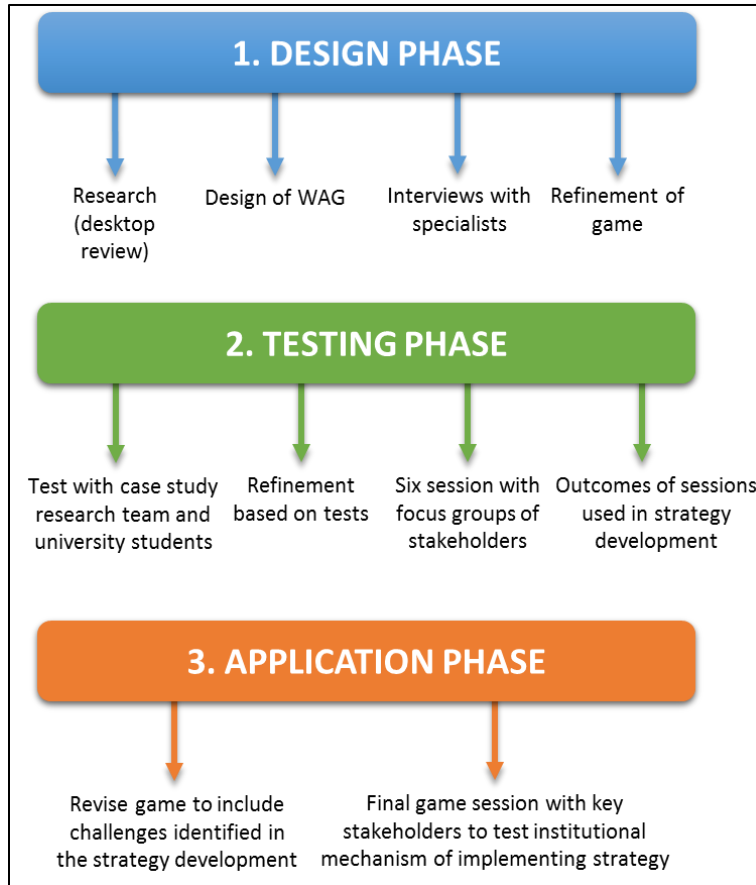 1. DESIGN PHASE
Research
(desktop
review)
Design of WAG
Interviews with
specialists
Refinement of
game
2. TESTING PHASE
Test with case study
research team and
university students
Refinement
based on tests
Six session with
focus groups of
stakeholders
Outcomes of sessions
used in strategy
development
3. APPLICATION PHASE
Revise game to include
challenges identified in
the strategy development
Final game session with key
stakeholders to test institutional
mechanism of implementing strategy